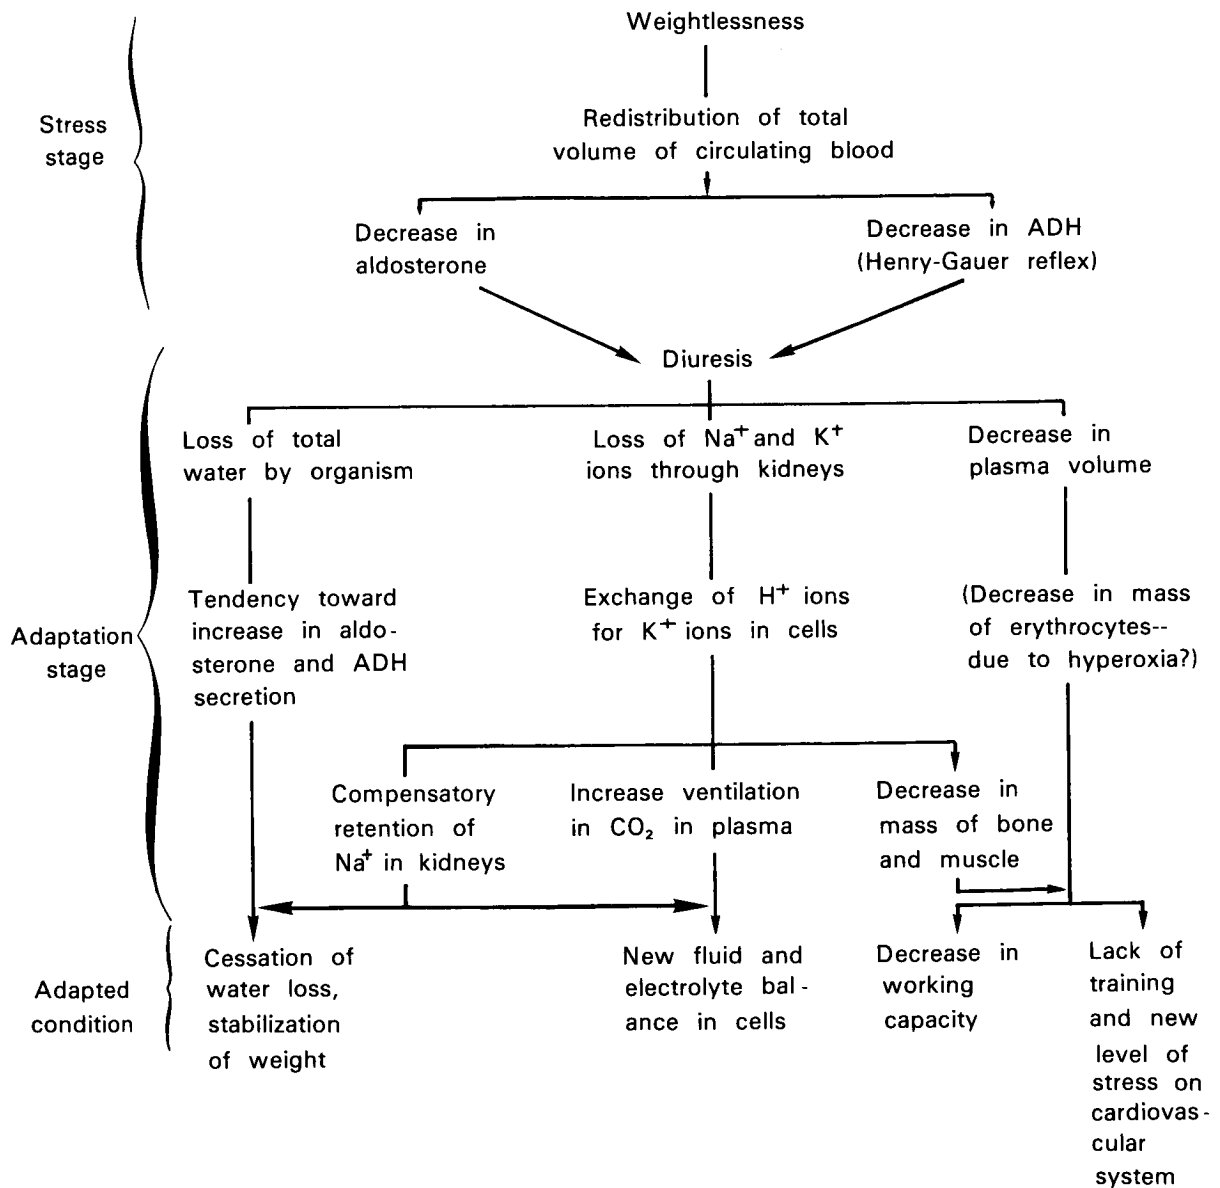 Weightlessness
Stress
stage
Redistribution of total
volume of circulating blood
Decrease in
aldosterone
Decrease in ADH
(Henry-Gauer reflex)
Diuresis
Adaptation
stage
Loss of total
water by organism
Loss of Na+ and K+
ions through kidneys
Decrease in
plasma volume
Tendency toward
increase in aldo-
sterone and ADH
secretion
Exchange of H+ ions
for K+ ions in cells
(Decrease in mass
of erythrocytes--
due to hyperoxia?)
Compensatory
retention of
Na+ in kidneys
Increase ventilation
in CO₂ in plasma
Decrease in
mass of bone
and muscle
Adapted
condition
Cessation of
water loss,
stabilization
of weight
New fluid and
electrolyte bal-
ance in cells
Decrease in
working
capacity
Lack of
training
and new
level of
stress on
cardiovas-
cular
system